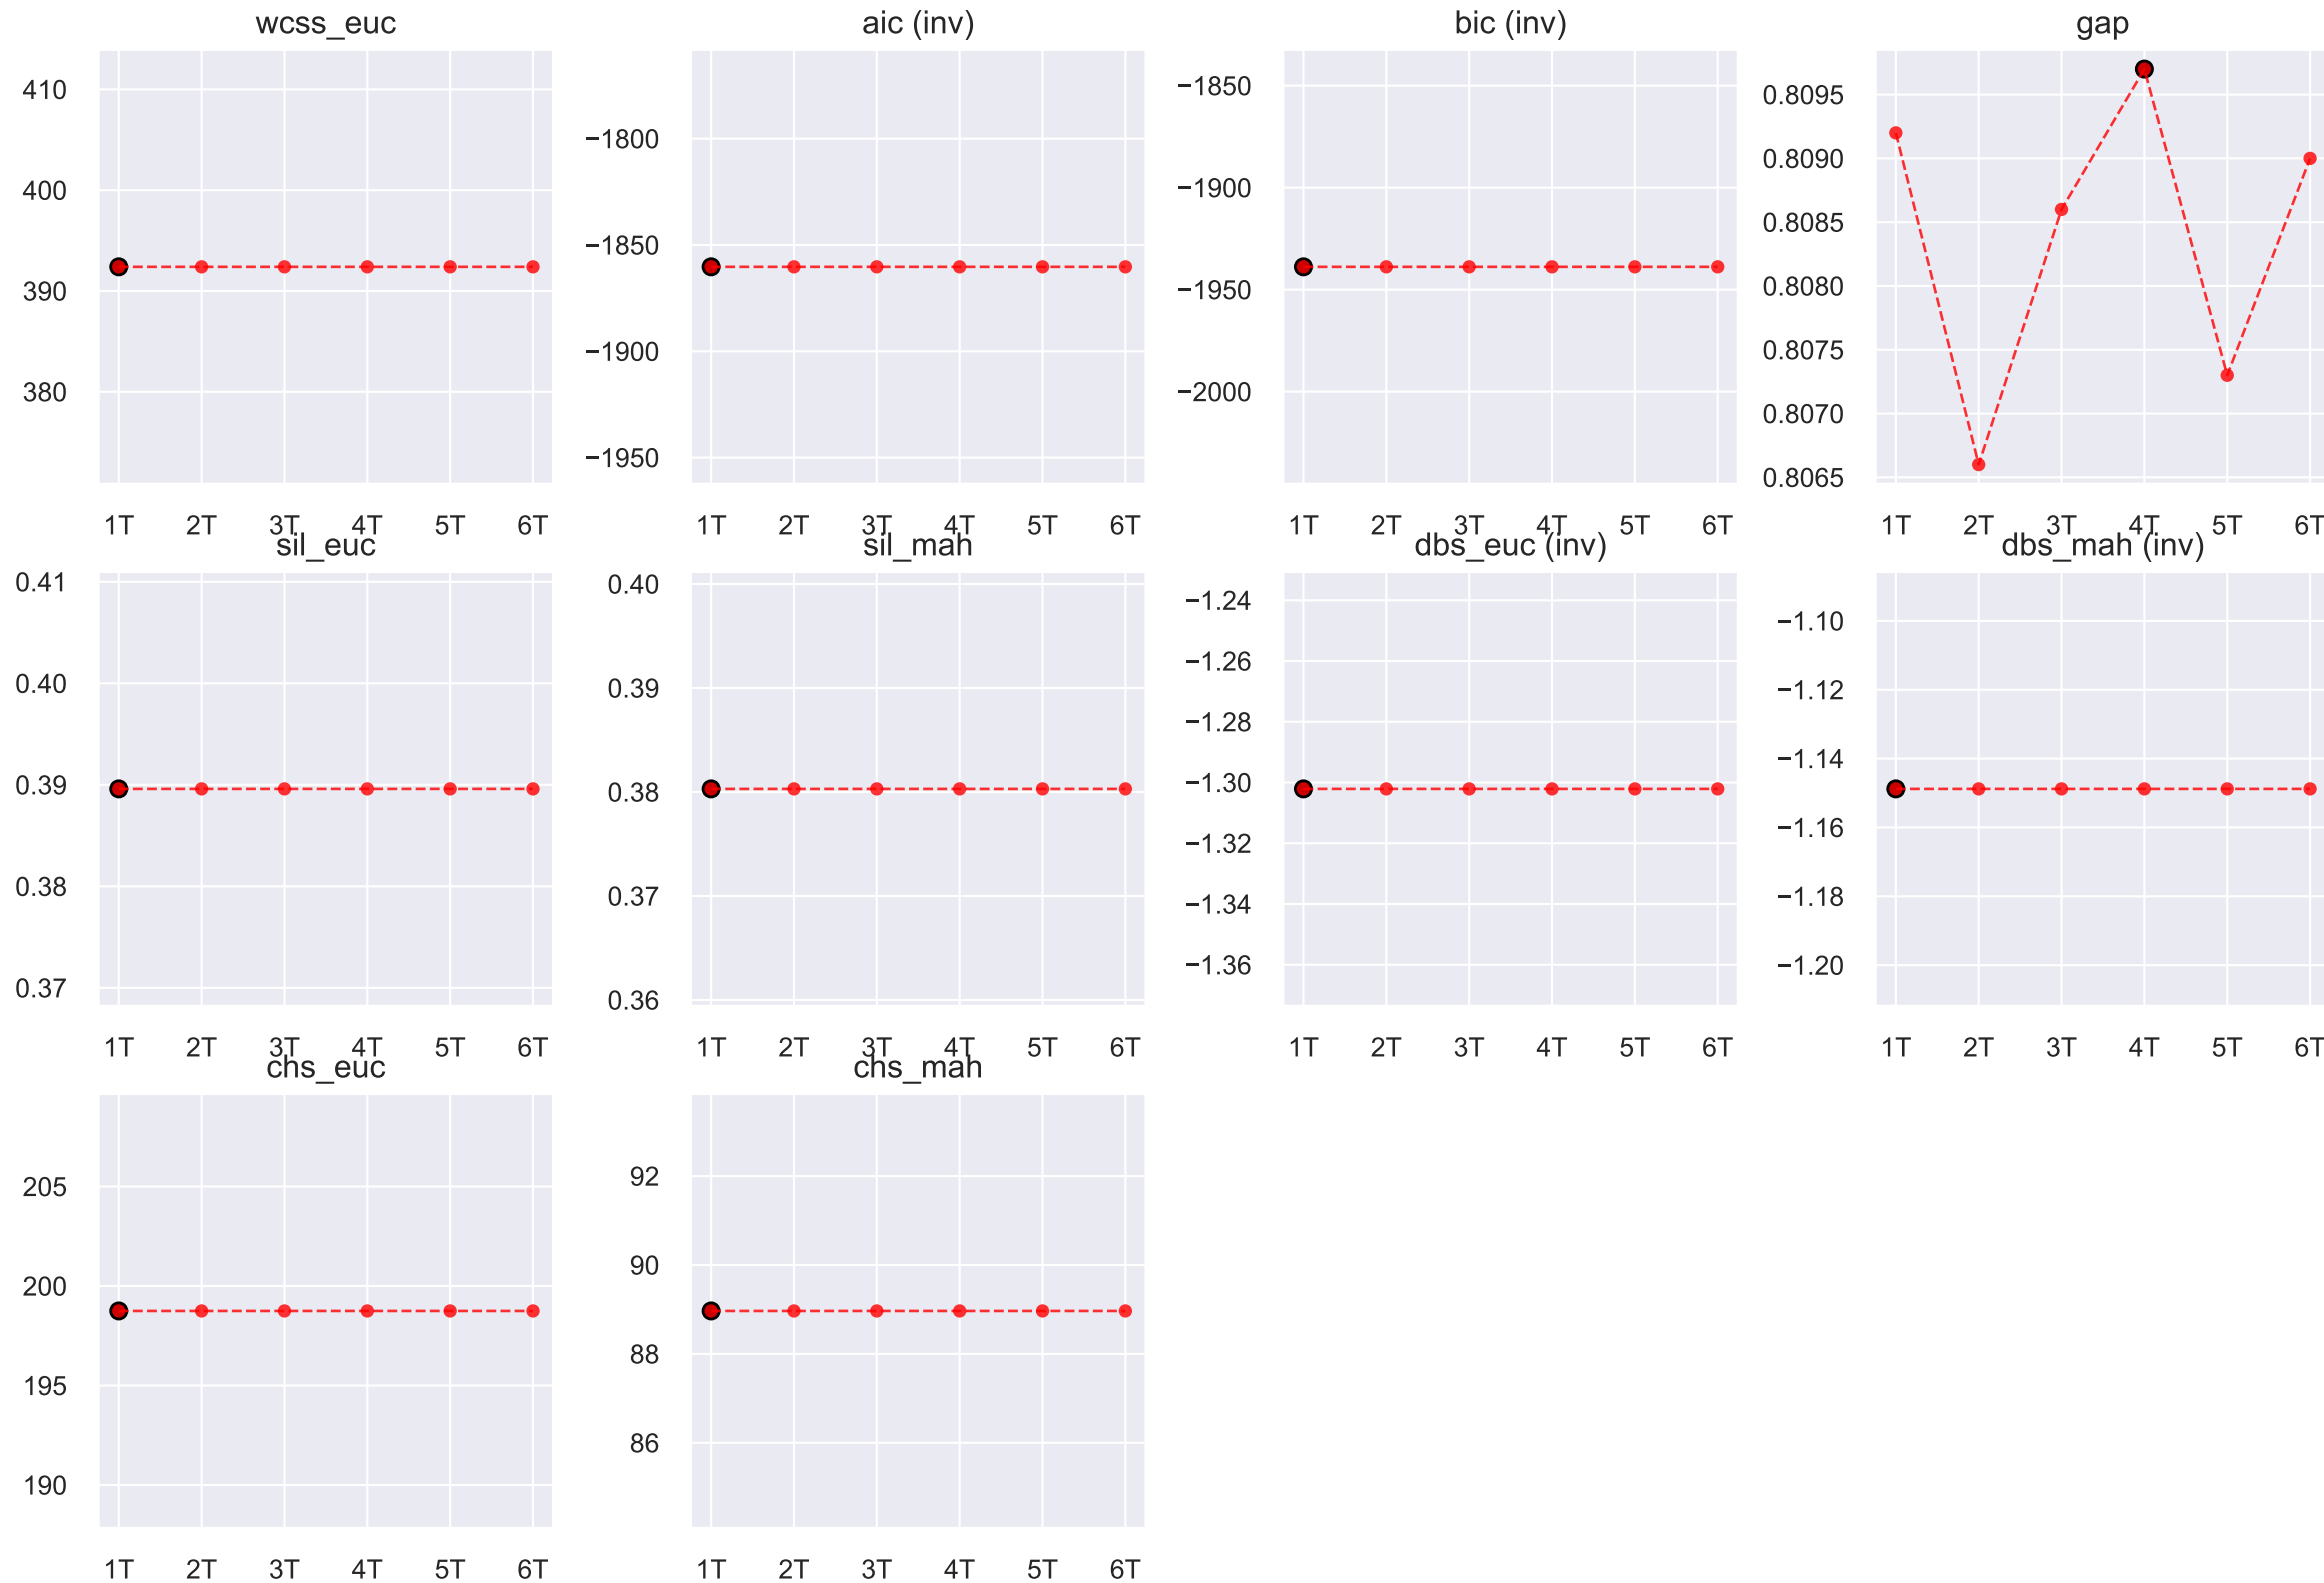 wcss_euc
410
400
390
380
1T 2T 3T 4T 5T 6T
aic (inv)
−1800
−1850
−1900
−1950
1T 2T 3T 4T 5T 6T
bic (inv)
−1850
−1900
−1950
−2000
1T 2T 3T 4T 5T 6T
gap
0.8095
0.8090
0.8085
0.8080
0.8075
0.8070
0.8065
1T 2T 3T 4T 5T 6T
sil_euc
0.41
0.40
0.39
0.38
0.37
1T 2T 3T 4T 5T 6T
sil_mah
0.40
0.39
0.38
0.37
0.36
1T 2T 3T 4T 5T 6T
dbs_euc (inv)
−1.24
−1.26
−1.28
−1.30
−1.32
−1.34
−1.36
1T 2T 3T 4T 5T 6T
dbs_mah (inv)
−1.10
−1.12
−1.14
−1.16
−1.18
−1.20
1T 2T 3T 4T 5T 6T
chs_euc
205
200
195
190
1T 2T 3T 4T 5T 6T
chs_mah
92
90
88
86
1T 2T 3T 4T 5T 6T